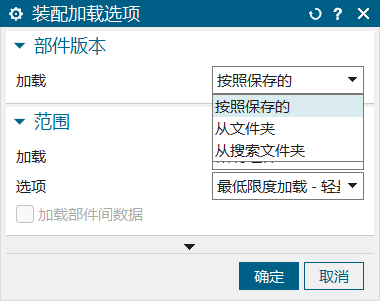 装配加载选项
部件版本
加载 按照保存的
按照保存的
从文件夹
从搜索文件夹
范围
加载
选项 最低限度加载 - 轻
加载部件间数据
确定 取消